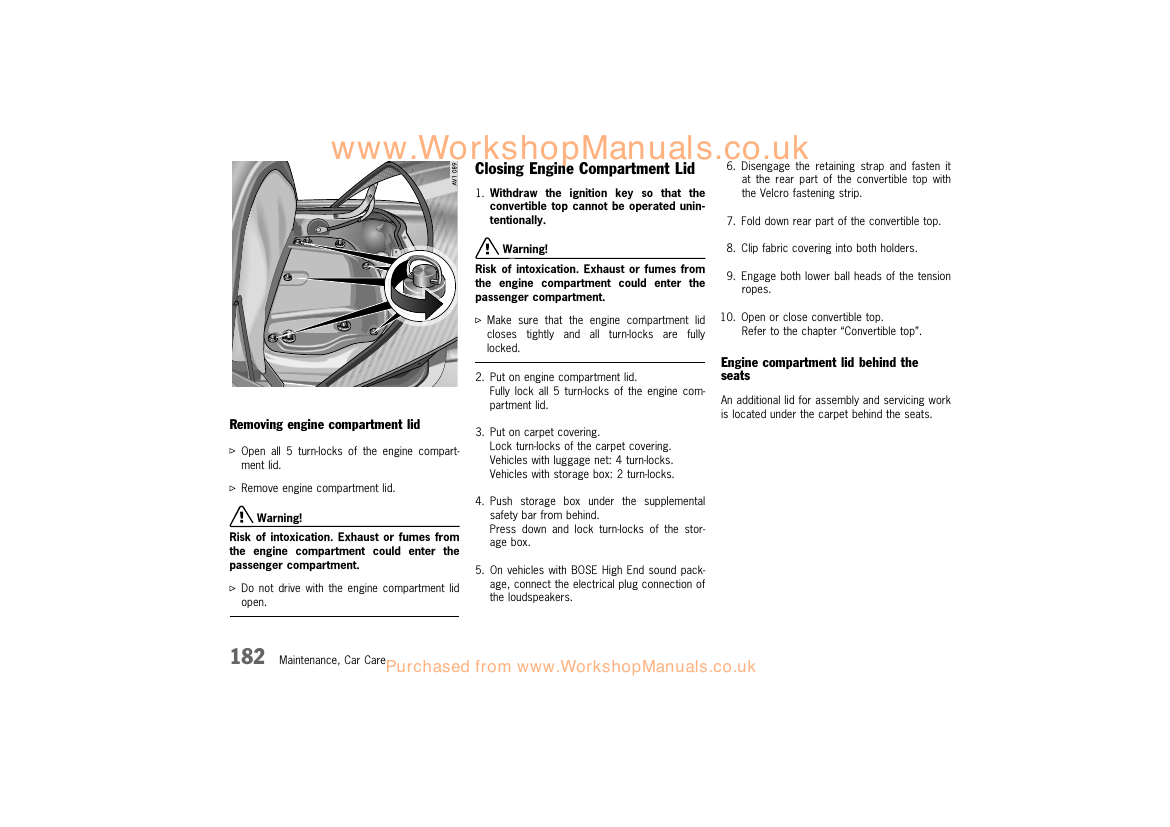 www.WorkshopManuals.co.uk
AV1 089
Removing engine compartment lid
⊳ Open all 5 turn-locks of the engine compart-
ment lid.
⊳ Remove engine compartment lid.
Warning!
Risk of intoxication. Exhaust or fumes from
the engine compartment could enter the
passenger compartment.
⊳ Do not drive with the engine compartment lid
open.
Closing Engine Compartment Lid
1. Withdraw the ignition key so that the
convertible top cannot be operated unin-
tentionally.
Warning!
Risk of intoxication. Exhaust or fumes from
the engine compartment could enter the
passenger compartment.
⊳ Make sure that the engine compartment lid
closes tightly and all turn-locks are fully
locked.
2. Put on engine compartment lid.
Fully lock all 5 turn-locks of the engine com-
partment lid.
3. Put on carpet covering.
Lock turn-locks of the carpet covering.
Vehicles with luggage net: 4 turn-locks.
Vehicles with storage box: 2 turn-locks.
4. Push storage box under the supplemental
safety bar from behind.
Press down and lock turn-locks of the stor-
age box.
5. On vehicles with BOSE High End sound pack-
age, connect the electrical plug connection of
the loudspeakers.
6. Disengage the retaining strap and fasten it
at the rear part of the convertible top with
the Velcro fastening strip.
7. Fold down rear part of the convertible top.
8. Clip fabric covering into both holders.
9. Engage both lower ball heads of the tension
ropes.
10. Open or close convertible top.
Refer to the chapter “Convertible top”.
Engine compartment lid behind the
seats
An additional lid for assembly and servicing work
is located under the carpet behind the seats.
182 Maintenance, Car Care
Purchased from www.WorkshopManuals.co.uk